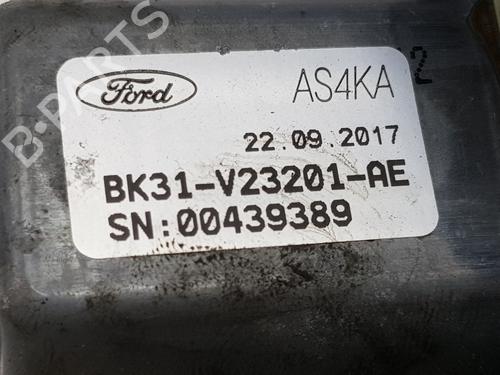 B-PARTS
Ford AS4KA
2
22.09.2017
BK31-V23201-AE
SN:00439389